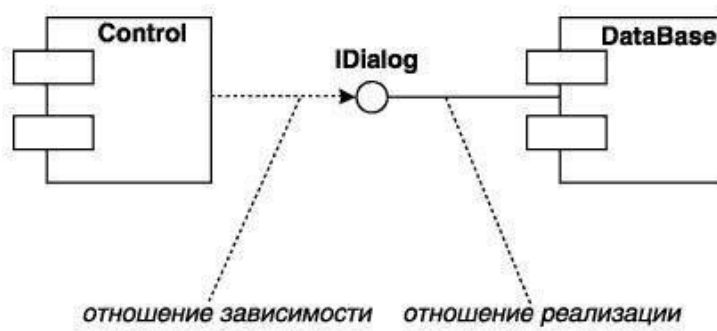 Control
IDialog
DataBase
отношение зависимости
отношение реализации